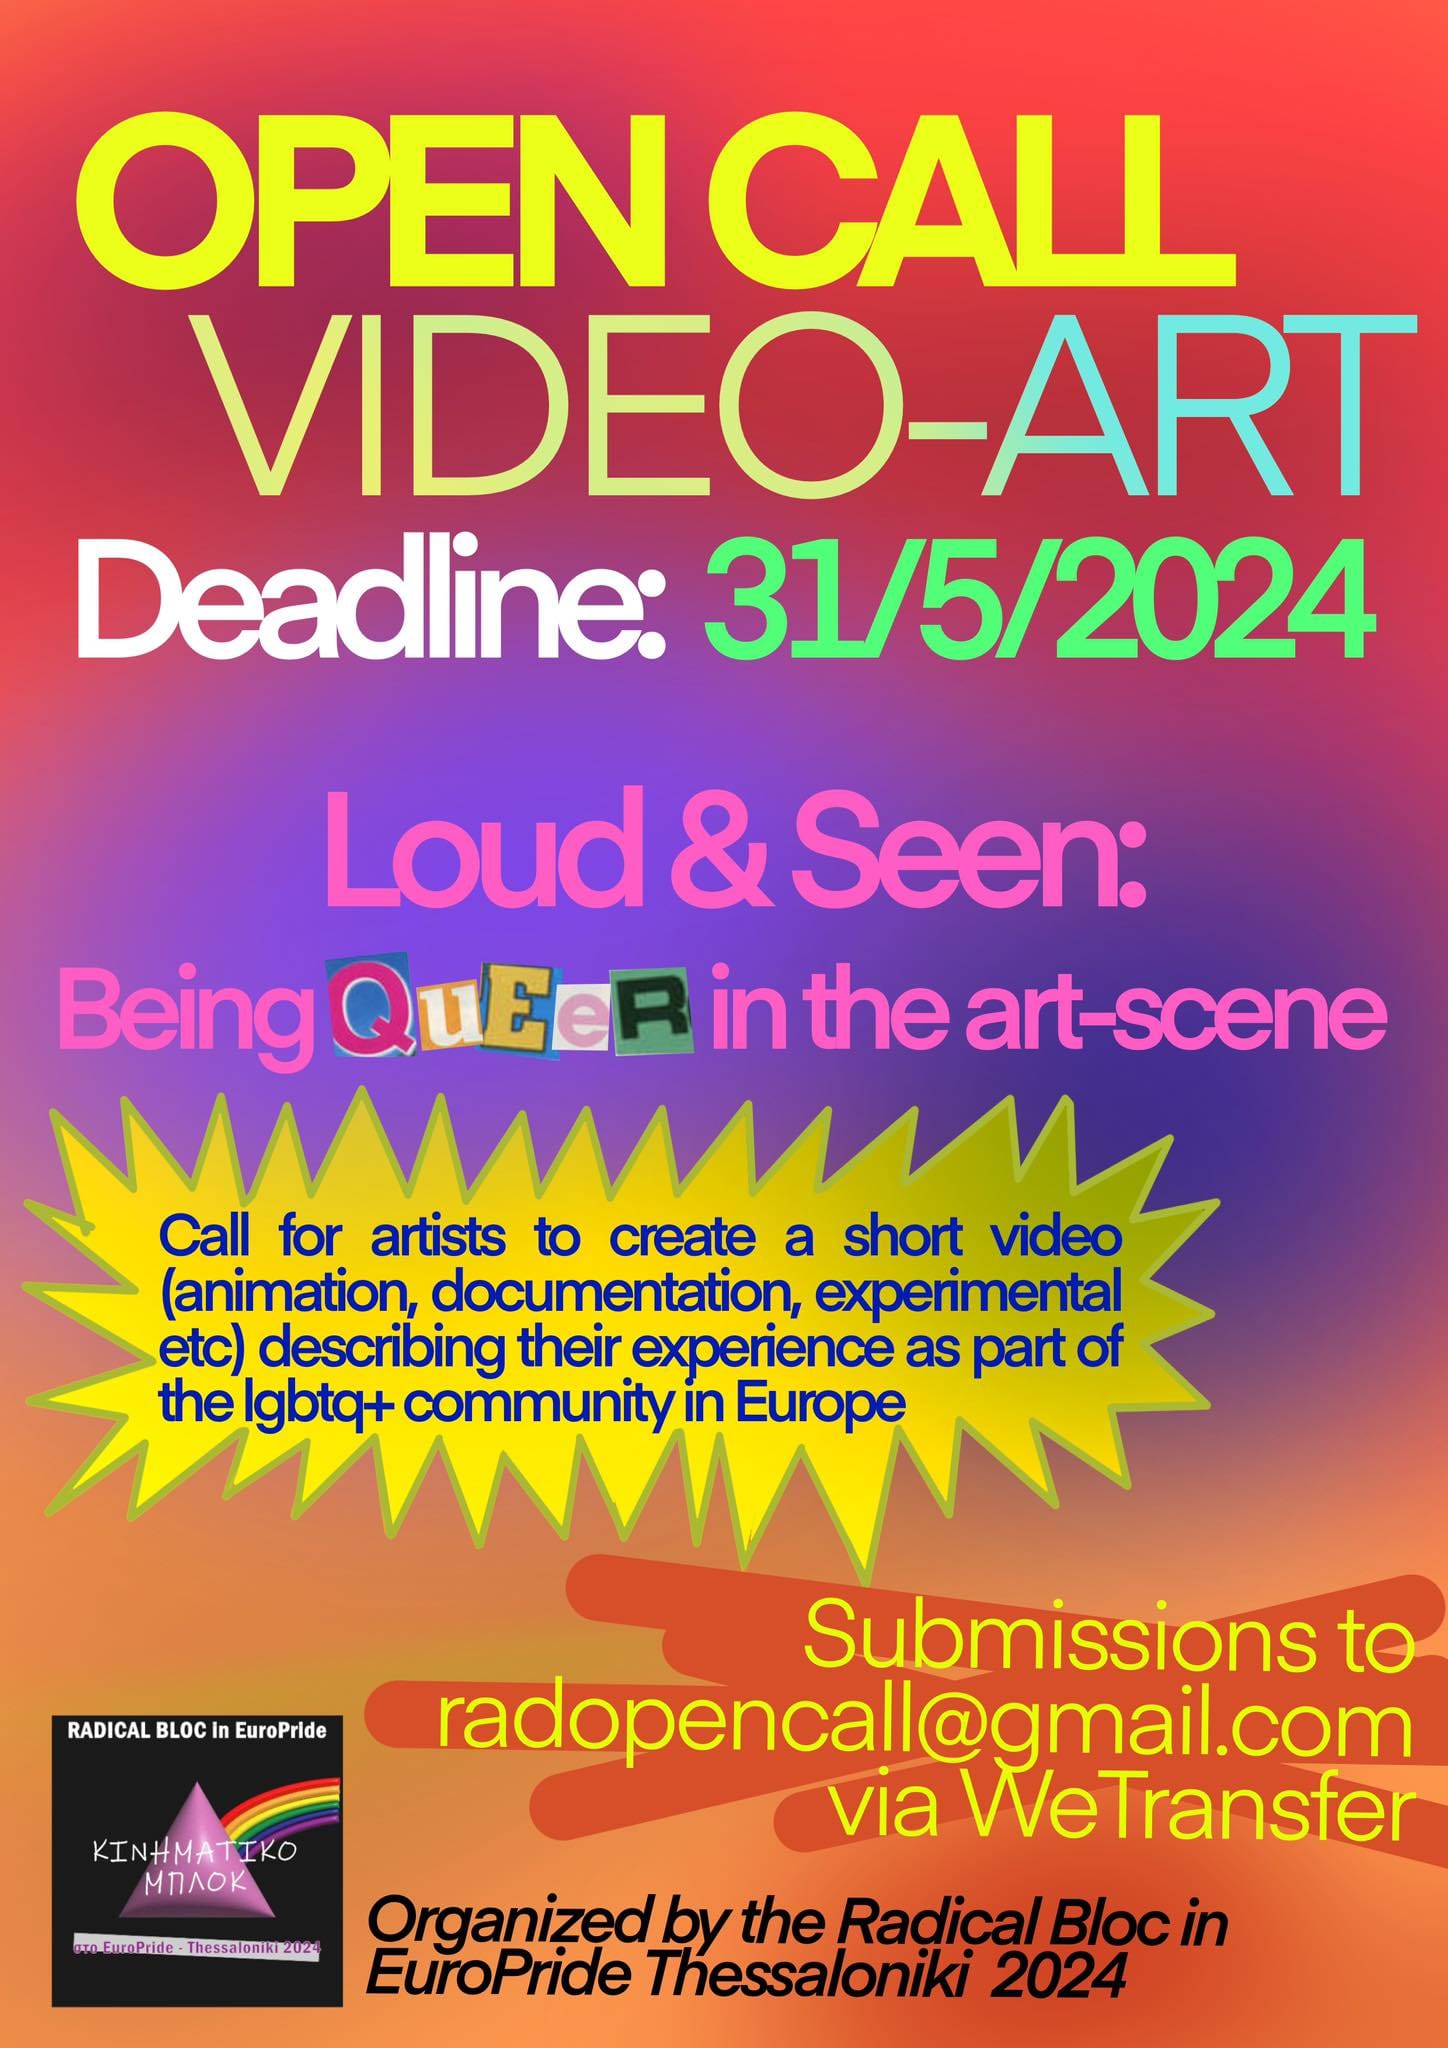 OPEN CALL
VIDEO-ART
Deadline: 31/5/2024
Loud & Seen:
Being QuEeR in the art-scene
Call for artists to create a short video
(animation, documentation, experimental
etc) describing their experience as part of
the lgbtq+ community in Europe
Submissions to
radopencall@gmail.com
via WeTransfer
RADICAL BLOC in EuroPride
ΚΙΝΗΜΑΤΙΚΟ
ΜΠΛΟΚ
στο EuroPride - Thessaloniki 2024
Organized by the Radical Bloc in
EuroPride Thessaloniki 2024